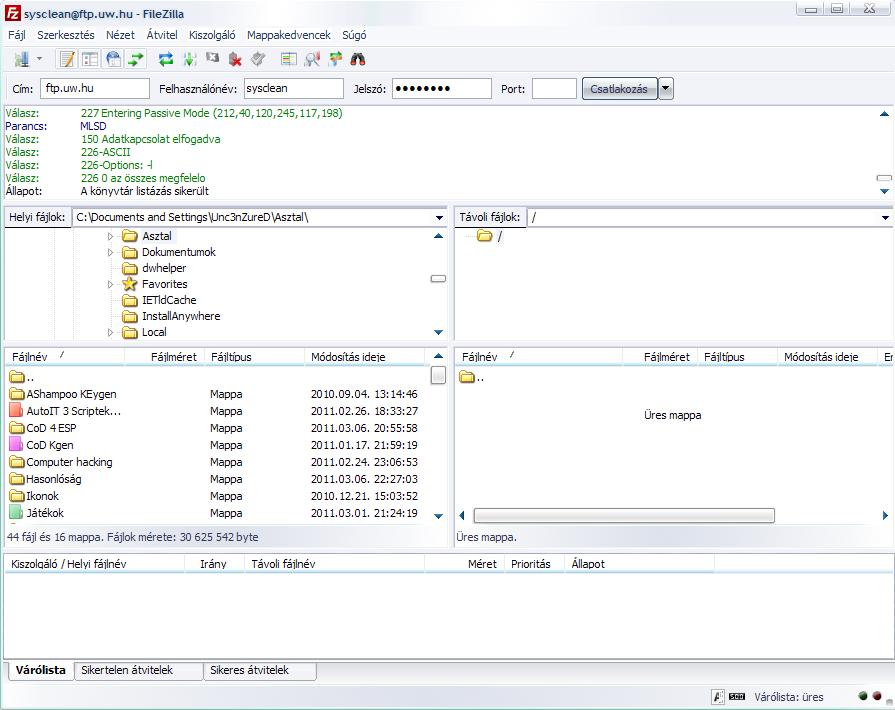 sysclean@ftp.uw.hu - FileZilla
Fájl Szerkesztés Nézet Átvitel Kiszolgáló Mappakedvencek Súgó
Cím: ftp.uw.hu Felhasználónév: sysclean Jelszó: ●●●●●●●● Port: Csatlakozás
Válasz: 227 Entering Passive Mode (212,40,120,245,117,198)
Parancs: MLSD
Válasz: 150 Adatkapcsolat elfogadva
Válasz: 226-ASCII
Válasz: 226-Options: -l
Válasz: 226 0 az összes megfelelo
Állapot: A könyvtár listázás sikerült
Helyi fájlok: C:\Documents and Settings\Unc3nZureD\Asztal\
Asztal
Dokumentumok
dwhelper
Favorites
IETldCache
InstallAnywhere
Local
Távoli fájlok: /
/
Fájlnév / Fájlméret Fájltípus Módosítás ideje
..
AShampoo KEygen Mappa 2010.09.04. 13:14:46
AutoIT 3 Scriptek... Mappa 2011.02.26. 18:33:27
CoD 4 ESP Mappa 2011.03.06. 20:55:58
CoD Kgen Mappa 2011.01.17. 21:59:19
Computer hacking Mappa 2011.02.24. 23:06:53
Hasonlóság Mappa 2011.03.06. 22:27:03
Ikonok Mappa 2010.12.21. 15:03:52
Játékok Mappa 2011.03.01. 21:24:19
44 fájl és 16 mappa. Fájlok mérete: 30 625 542 byte
Fájlnév / Fájlméret Fájltípus Módosítás ideje Er
..
Üres mappa
Üres mappa.
Kiszolgáló / Helyi fájlnév Irány Távoli fájlnév Méret Prioritás Állapot
Várólista Sikertelen átvitelek Sikeres átvitelek
Várólista: üres